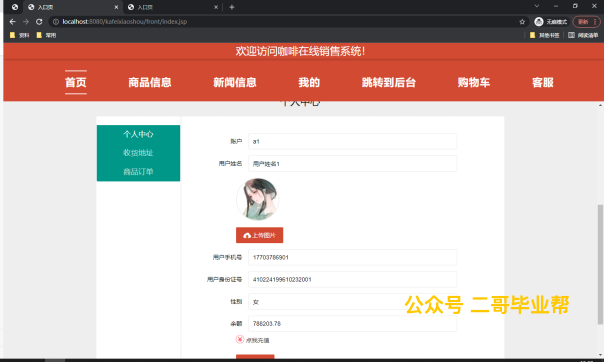 入口页
入口页
localhost:8080/kafeixiaoshou/front/index.jsp
无痕模式
更新
资料
常用
其他书签
阅读清单
欢迎访问咖啡在线销售系统!
首页 商品信息 新闻信息 我的 跳转到后台 购物车 客服
个人中心
个人中心
收货地址
商品订单
账户 a1
用户姓名 用户姓名1
上传图片
用户手机号 17703786901
用户身份证号 410224199610232001
性别 女
余额 788203.78
点我充值
公众号 二哥毕业帮